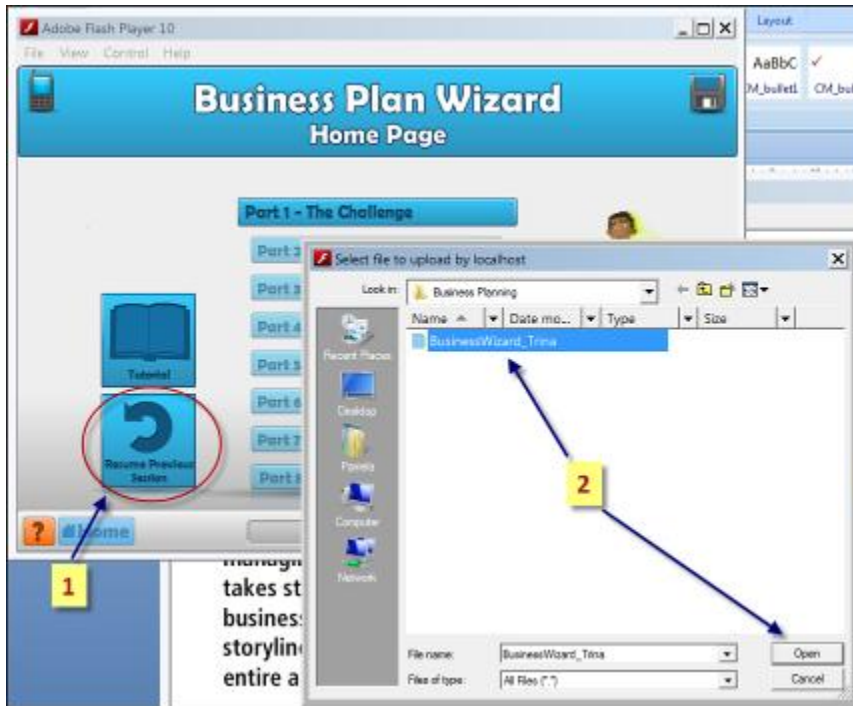 Adobe Flash Player 10
File View Control Help
Layout
AaBbC
CM_bullet1 CM_bul
Business Plan Wizard
Home Page
Part 1 - The Challenge
Part 2
Part 3
Part 4
Part 5
Part 6
Part 7
Part 8
Tutorial
Resume Previous
Session
? Home
1
Select file to upload by localhost
Look in: Business Planning
Name Date mo... Type Size
BusinessWizard_Trina
Recent Places
Desktop
Computer
Network
2
File name: BusinessWizard_Trina Open
Files of type: All Files (*.*) Cancel
takes st
business
storylin
entire a